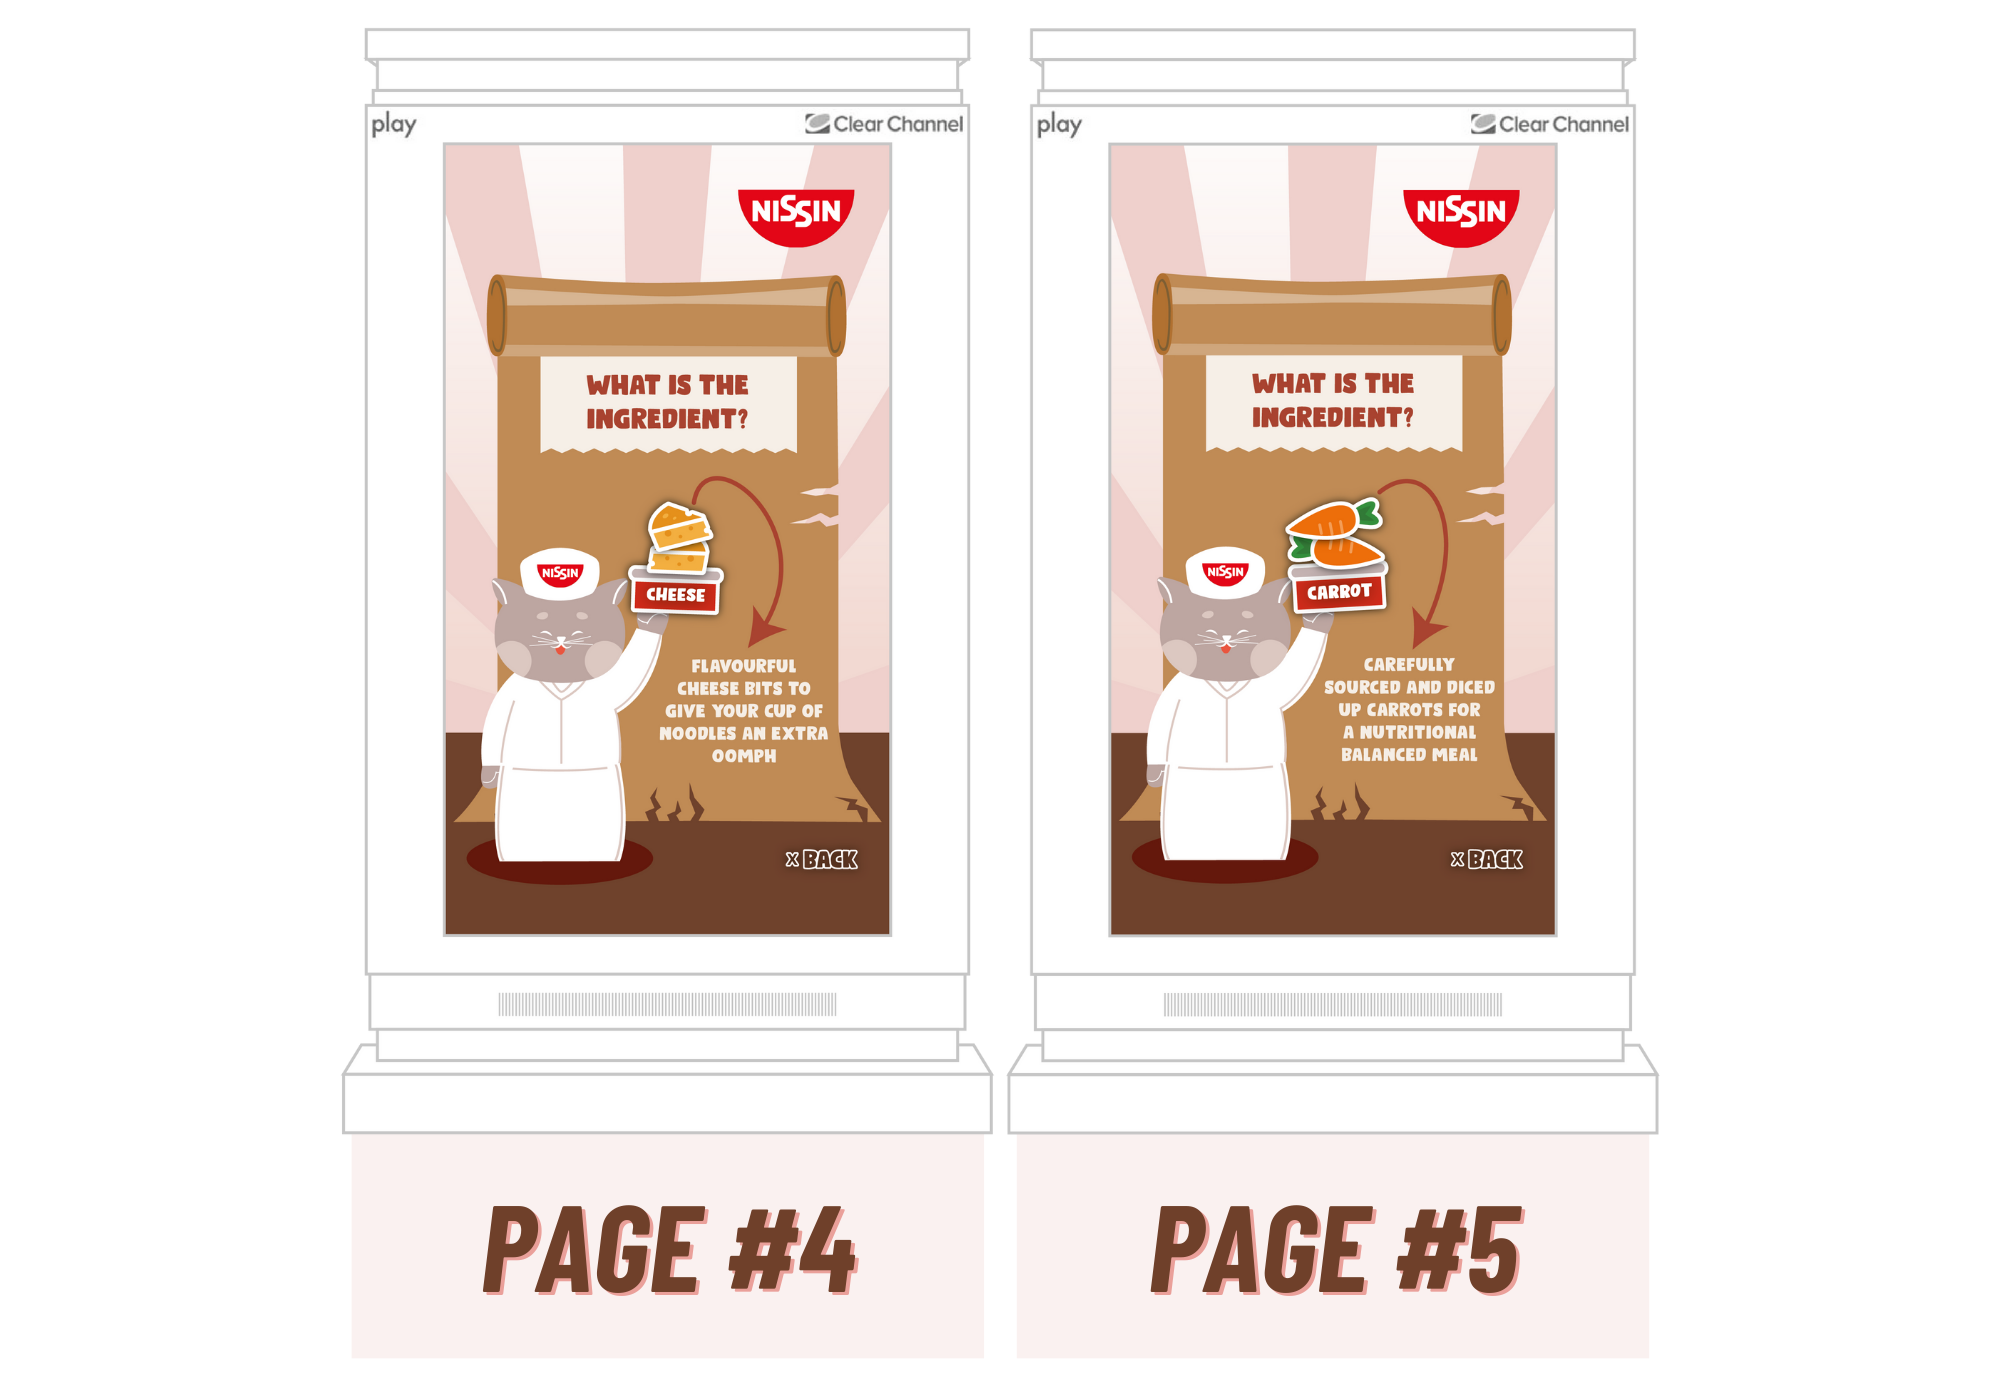 play
Clear Channel
NISSIN
WHAT IS THE
INGREDIENT?
NISSIN
CHEESE
FLAVOURFUL
CHEESE BITS TO
GIVE YOUR CUP OF
NOODLES AN EXTRA
OOMPH
x BACK
PAGE #4
play
Clear Channel
NISSIN
WHAT IS THE
INGREDIENT?
NISSIN
CARROT
CAREFULLY
SOURCED AND DICED
UP CARROTS FOR
A NUTRITIONAL
BALANCED MEAL
x BACK
PAGE #5